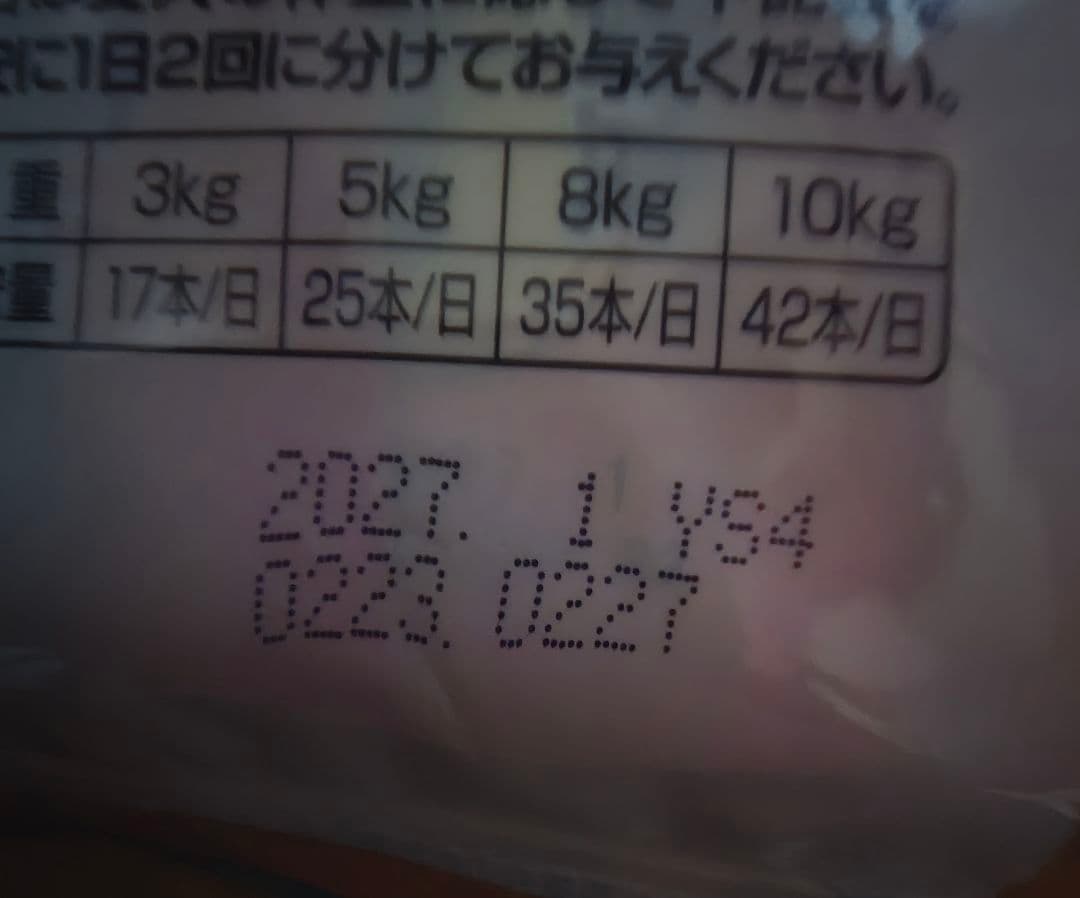 に1日2回に分けてお与えください。
重 3kg 5kg 8kg 10kg
量 17本/日 25本/日 35本/日 42本/日
2027. 1 YS4
0223. 0227